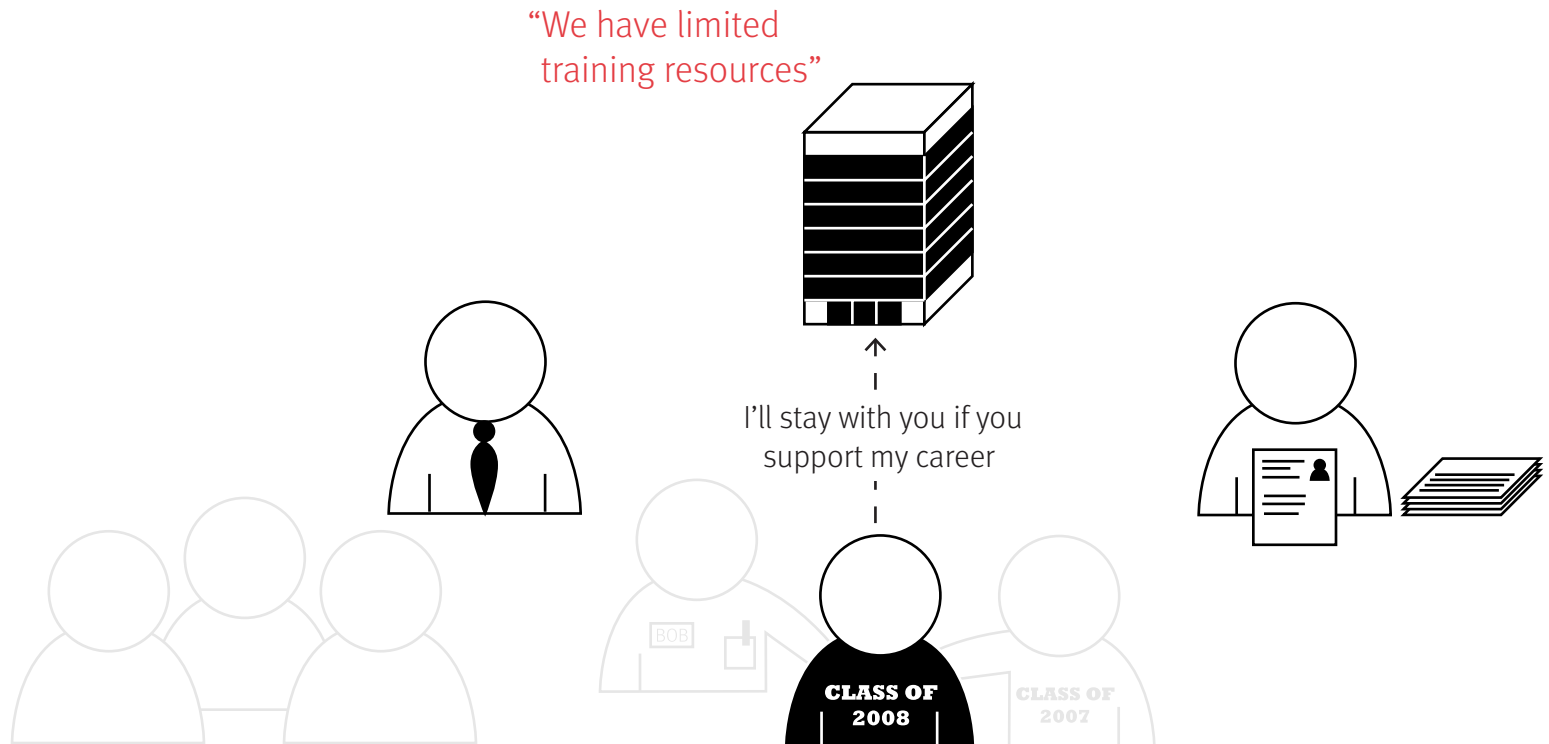 “We have limited
training resources”
I’ll stay with you if you
support my career
BOB
CLASS OF
2008
CLASS OF
2007